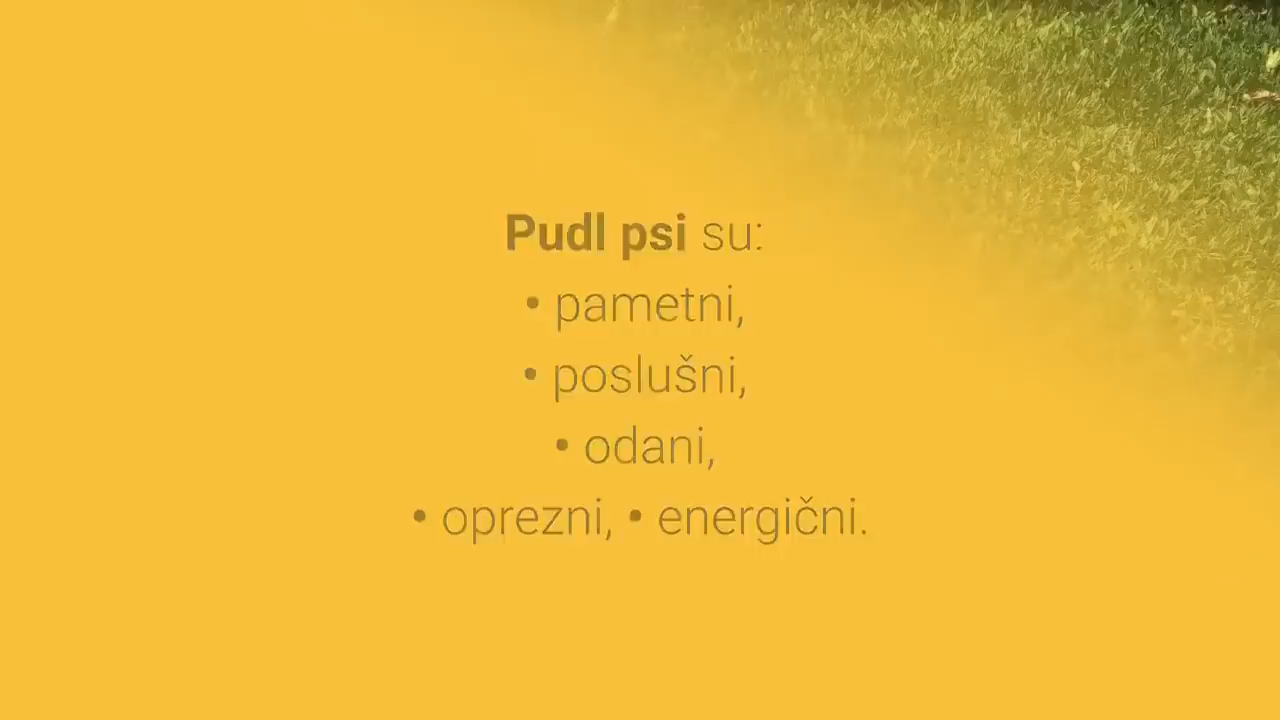 Pudl psi su:
• pametni,
• poslušni,
• odani,
• oprezni, • energični.